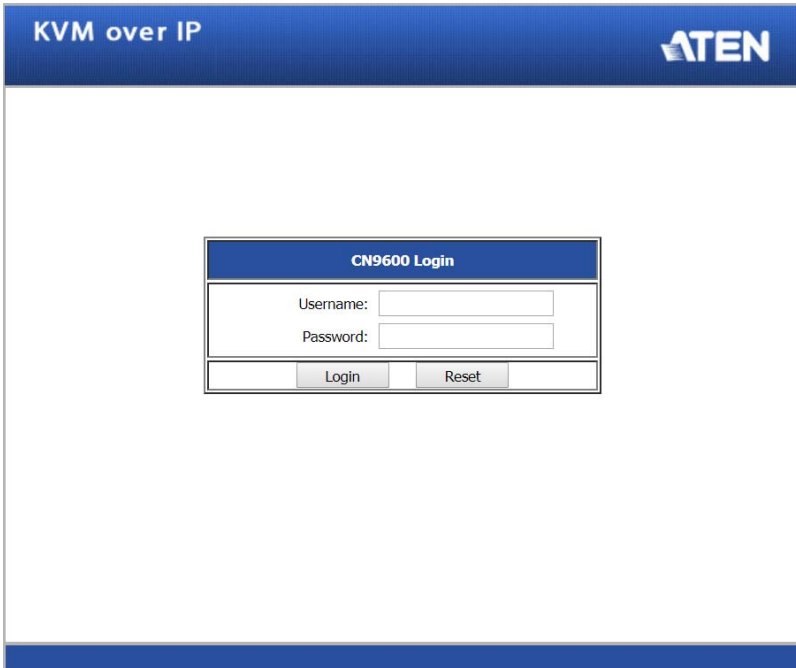 KVM over IP
ATEN
CN9600 Login
Username:
Password:
Login Reset